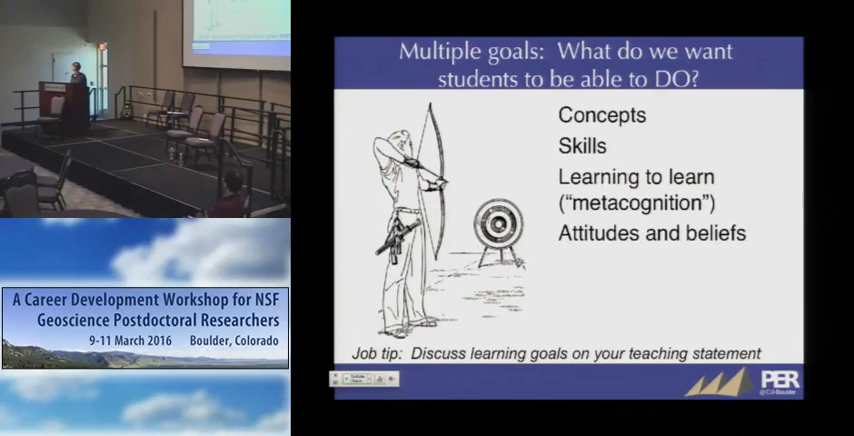 Multiple goals: What do we want
students to be able to DO?
Concepts
Skills
Learning to learn
("metacognition")
Attitudes and beliefs
Job tip: Discuss learning goals on your teaching statement
PER
@CU-Boulder
A Career Development Workshop for NSF
Geoscience Postdoctoral Researchers
9-11 March 2016 Boulder, Colorado